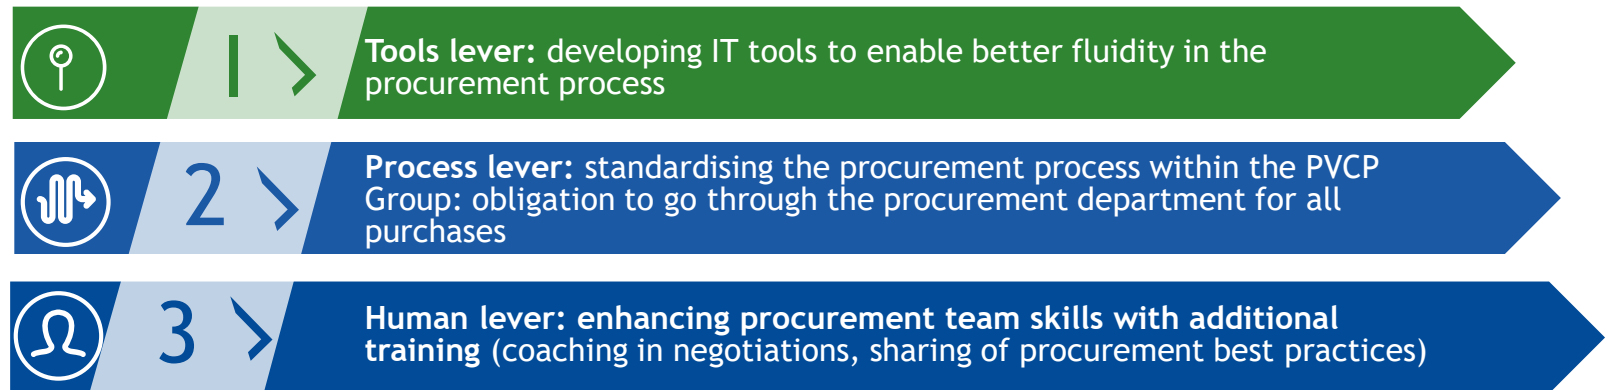 1
Tools lever: developing IT tools to enable better fluidity in the
procurement process
2
Process lever: standardising the procurement process within the PVCP
Group: obligation to go through the procurement department for all
purchases
3
Human lever: enhancing procurement team skills with additional
training (coaching in negotiations, sharing of procurement best practices)